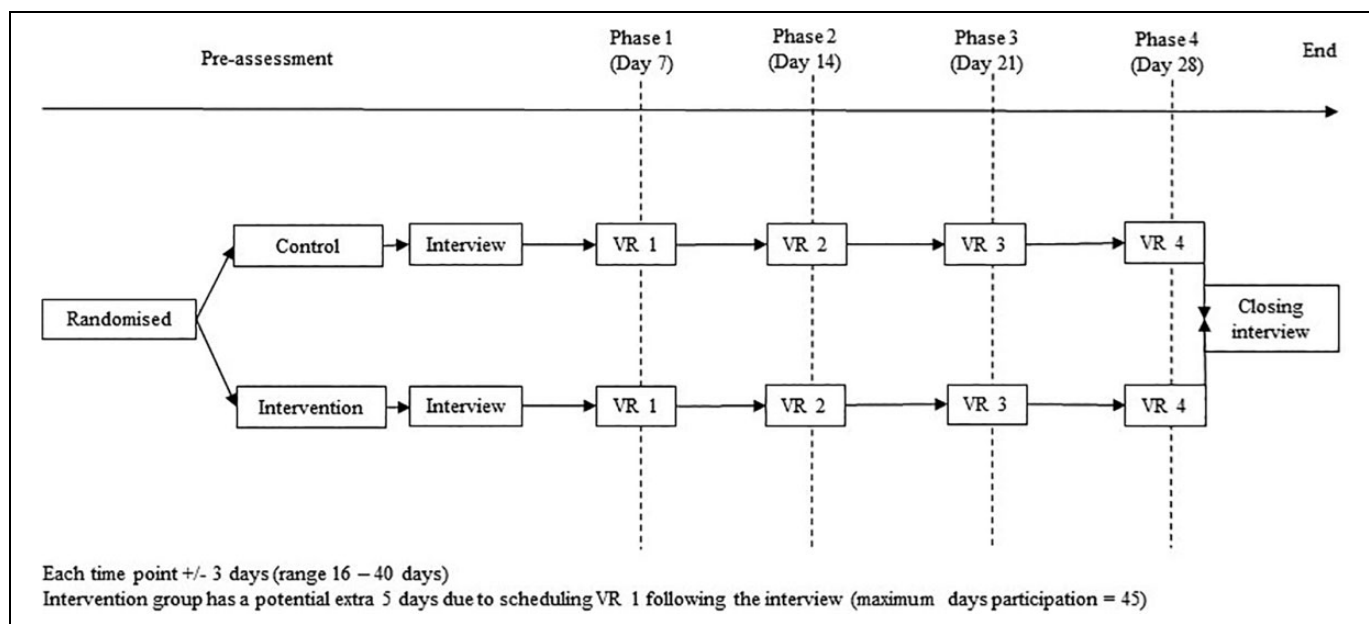 Pre-assessment
Phase 1
(Day 7)
Phase 2
(Day 14)
Phase 3
(Day 21)
Phase 4
(Day 28)
End
Control
Interview
VR 1
VR 2
VR 3
VR 4
Randomised
Closing
interview
Intervention
Interview
VR 1
VR 2
VR 3
VR 4
Each time point +/- 3 days (range 16 – 40 days)
Intervention group has a potential extra 5 days due to scheduling VR 1 following the interview (maximum days participation = 45)